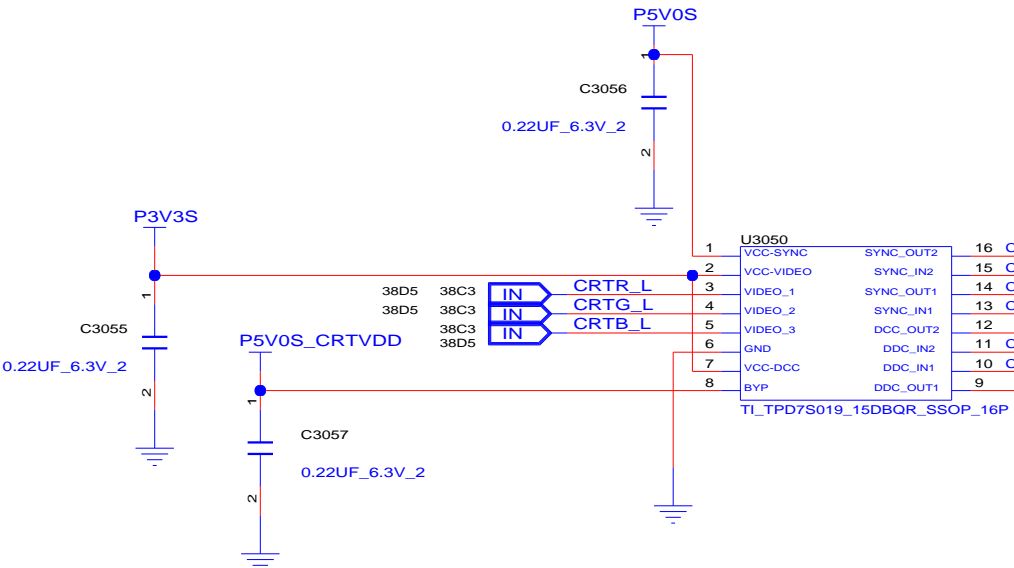 P5V0S
1
C3056
0.22UF_6.3V_2
2
P3V3S
U3050
1 VCC-SYNC SYNC_OUT2 16 C
2 VCC-VIDEO SYNC_IN2 15 C
38D5 38C3 IN CRTR_L 3 VIDEO_1 SYNC_OUT1 14 C
38D5 38C3 IN CRTG_L 4 VIDEO_2 SYNC_IN1 13 C
38C3 IN CRTB_L 5 VIDEO_3 DCC_OUT2 12
38D5
6 GND DDC_IN2 11 C
7 VCC-DCC DDC_IN1 10 C
8 BYP DDC_OUT1 9
TI_TPD7S019_15DBQR_SSOP_16P
1
C3055
0.22UF_6.3V_2
2
P5V0S_CRTVDD
1
C3057
0.22UF_6.3V_2
2